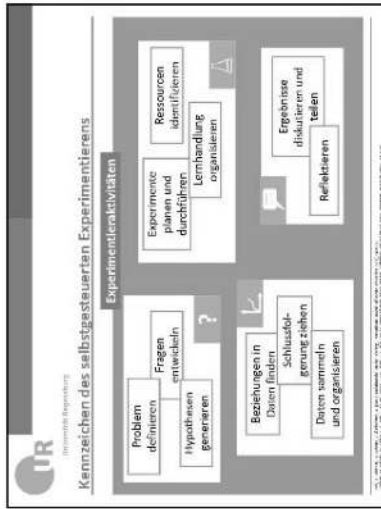 UR
Universität Regensburg
Kennzeichen des selbstgesteuerten Experimentierens
Experimentieraktivitäten
Problem
definieren
Fragen
entwickeln
Hypothesen
generieren
?
Experimente
planen und
durchführen
Ressourcen
identifizieren
Lernhandlung
organisieren
Beziehungen in
Daten finden
Schlussfol-
gerung ziehen
Daten sammeln
und organisieren
Ergebnisse
diskutieren und
teilen
Reflektieren